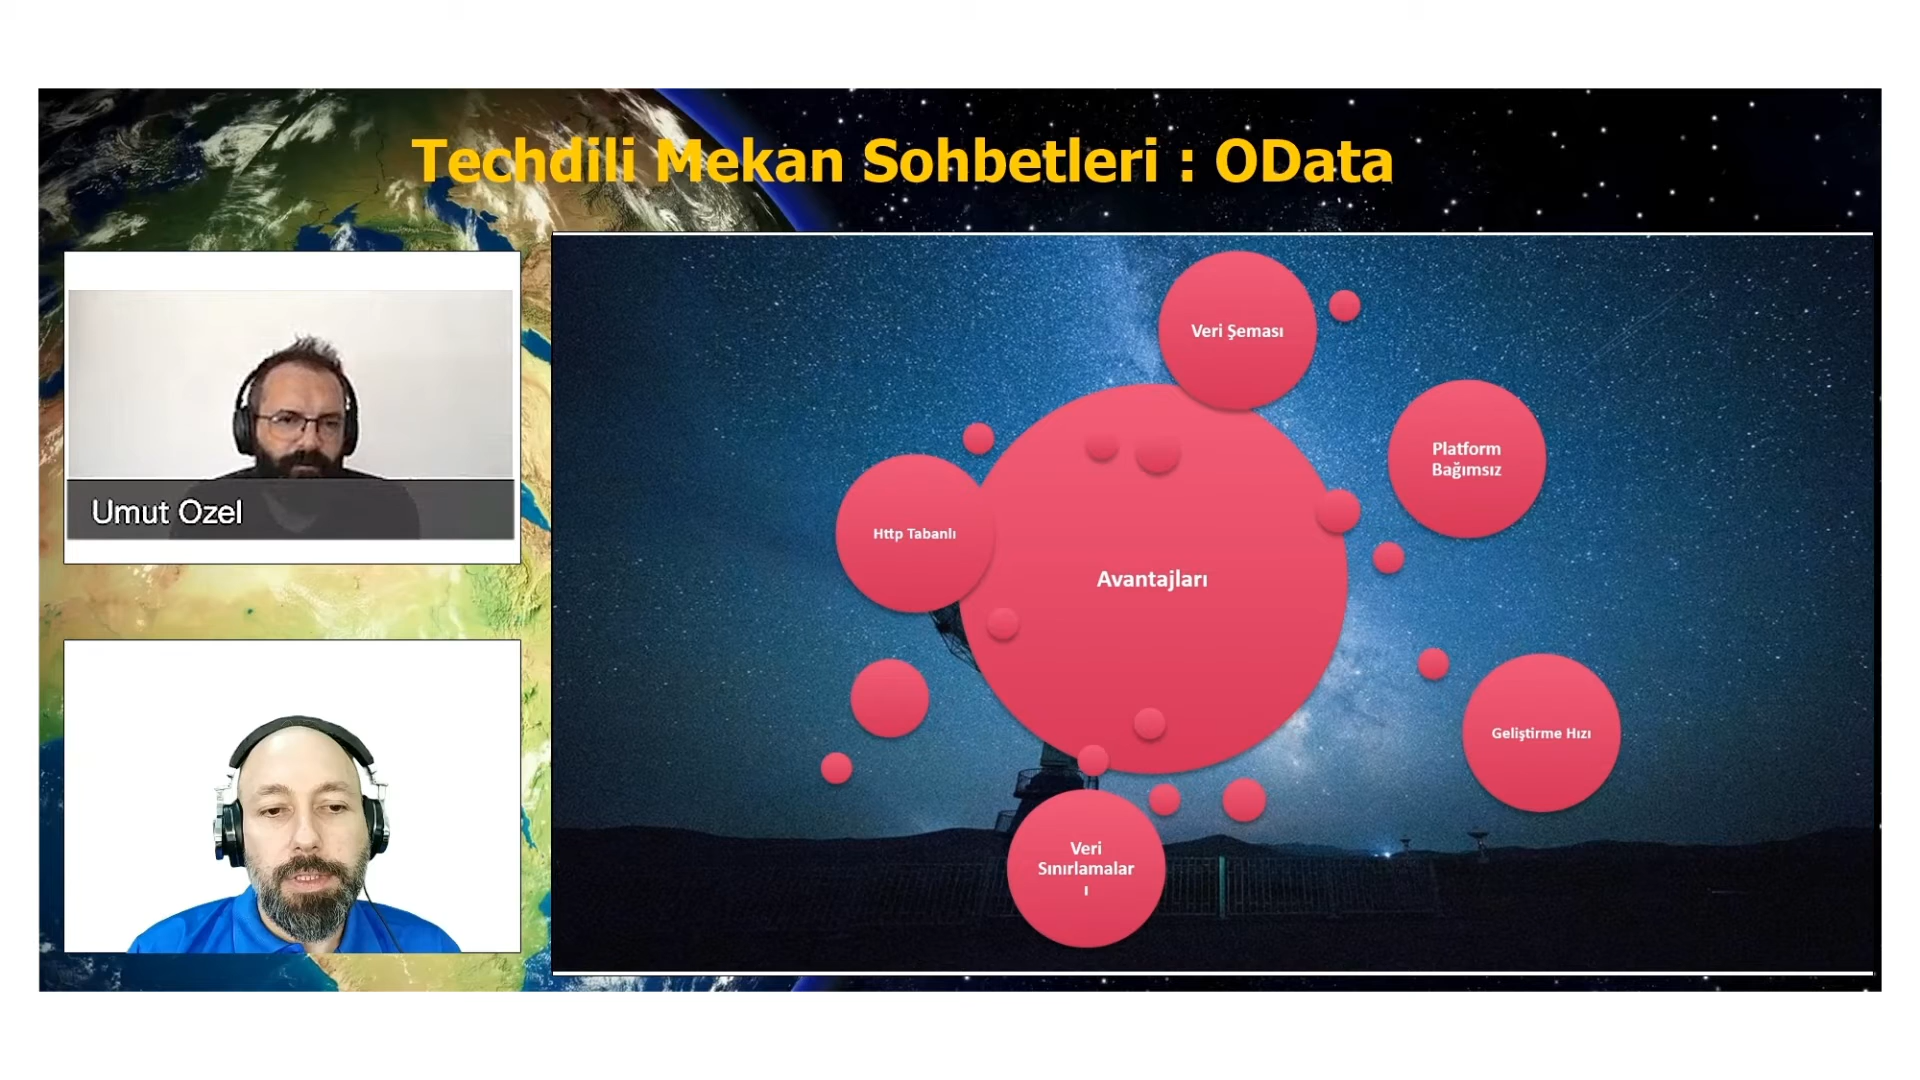 Techdili Mekan Sohbetleri : OData
Umut Ozel
Veri Şeması
Platform
Bağımsız
Http Tabanlı
Avantajları
Geliştirme Hızı
Veri
Sınırlamalar
ı